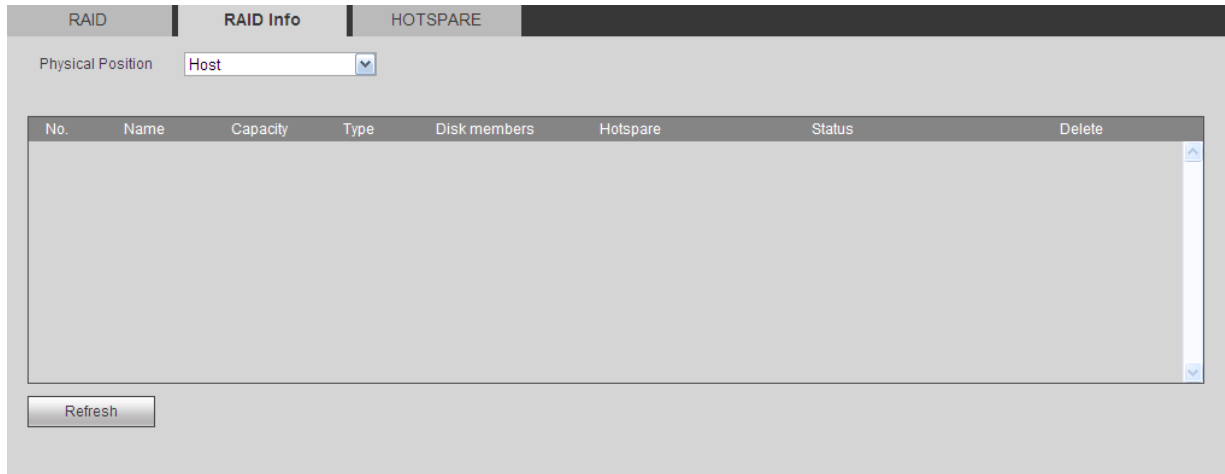 RAID RAID Info HOTSPARE
Physical Position Host
No. Name Capacity Type Disk members Hotspare Status Delete
Refresh